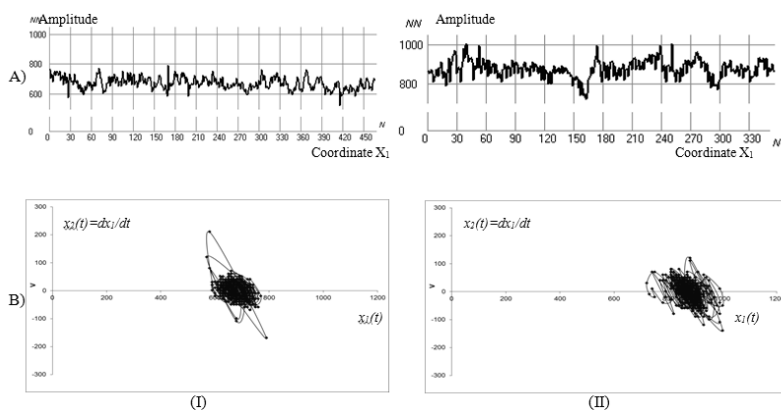 NN Amplitude
1000
800
600
0
0 30 60 90 120 150 180 210 240 270 300 330 360 390 420 450
N
Coordinate X1
A)
NN Amplitude
1000
800
0
0 30 60 90 120 150 180 210 240 270 300 330
N
Coordinate X1
B)
x2(t)=dx1/dt
300
200
100
0
-100
-200
-300
v
0 200 400 600 800 1000 1200
x1(t)
(I)
x2(t)=dx1/dt
300
200
100
0
-100
-200
-300
v
0 200 400 600 800 1000 1200
x1(t)
(II)